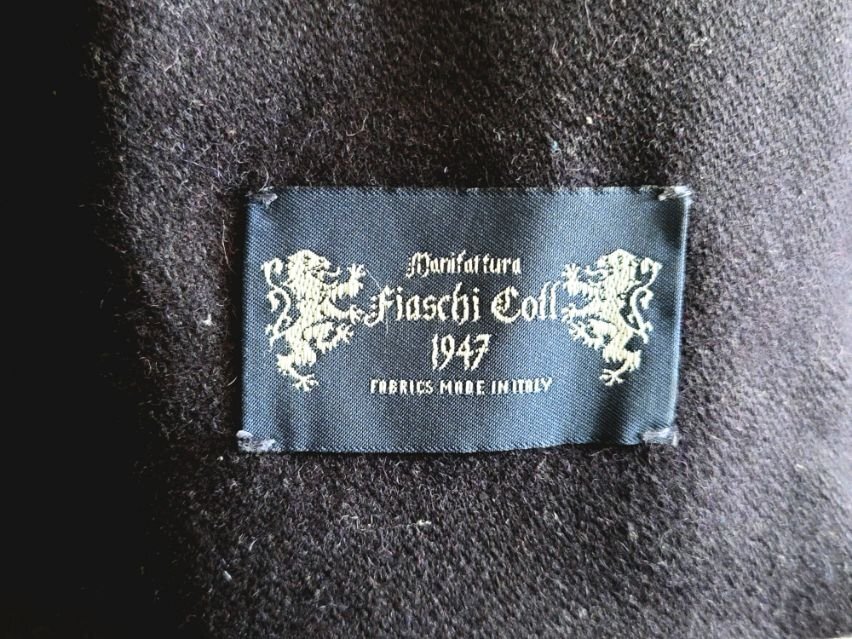 Manifattura
Fiaschi Coll
1947
FABRICS MADE IN ITALY